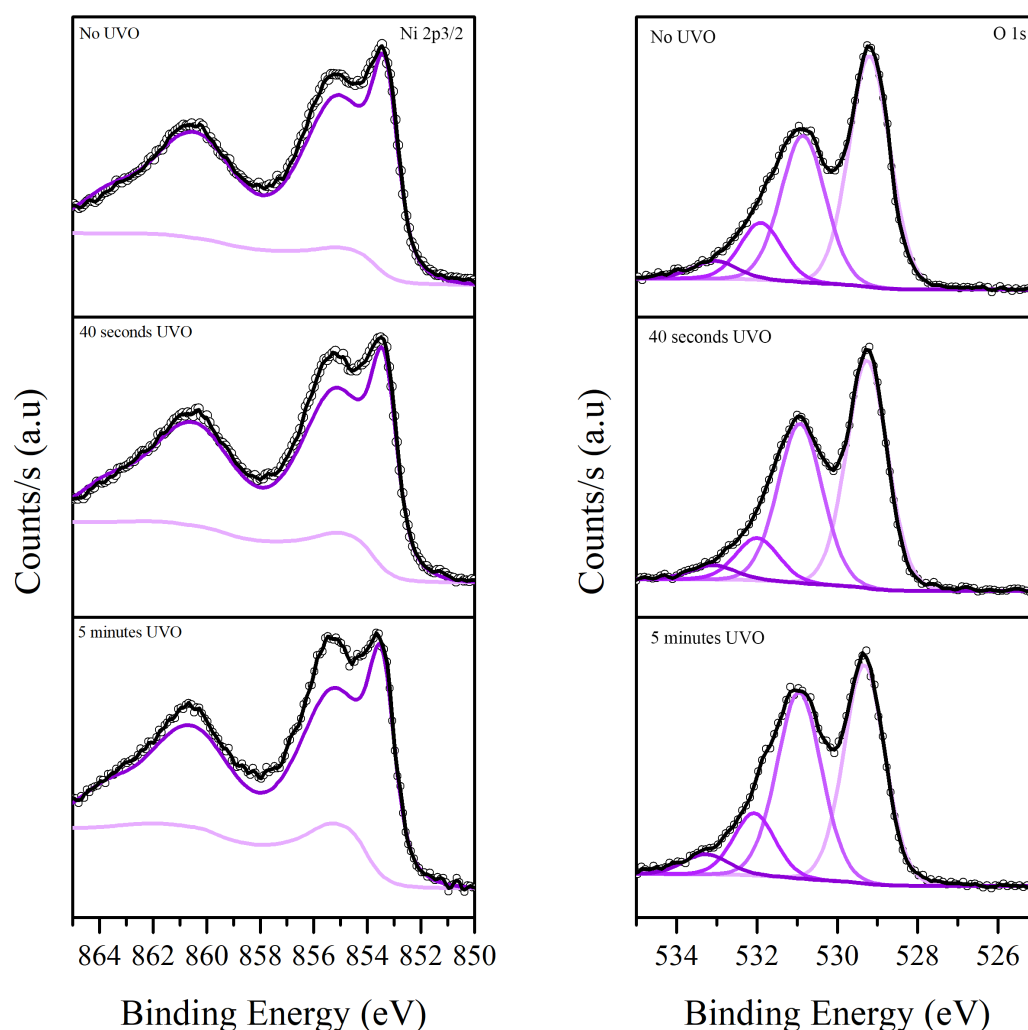 No UVO
Ni 2p3/2
40 seconds UVO
5 minutes UVO
Counts/s (a.u)
864 862 860 858 856 854 852 850
Binding Energy (eV)
No UVO
O 1s
40 seconds UVO
5 minutes UVO
Counts/s (a.u)
534 532 530 528 526
Binding Energy (eV)